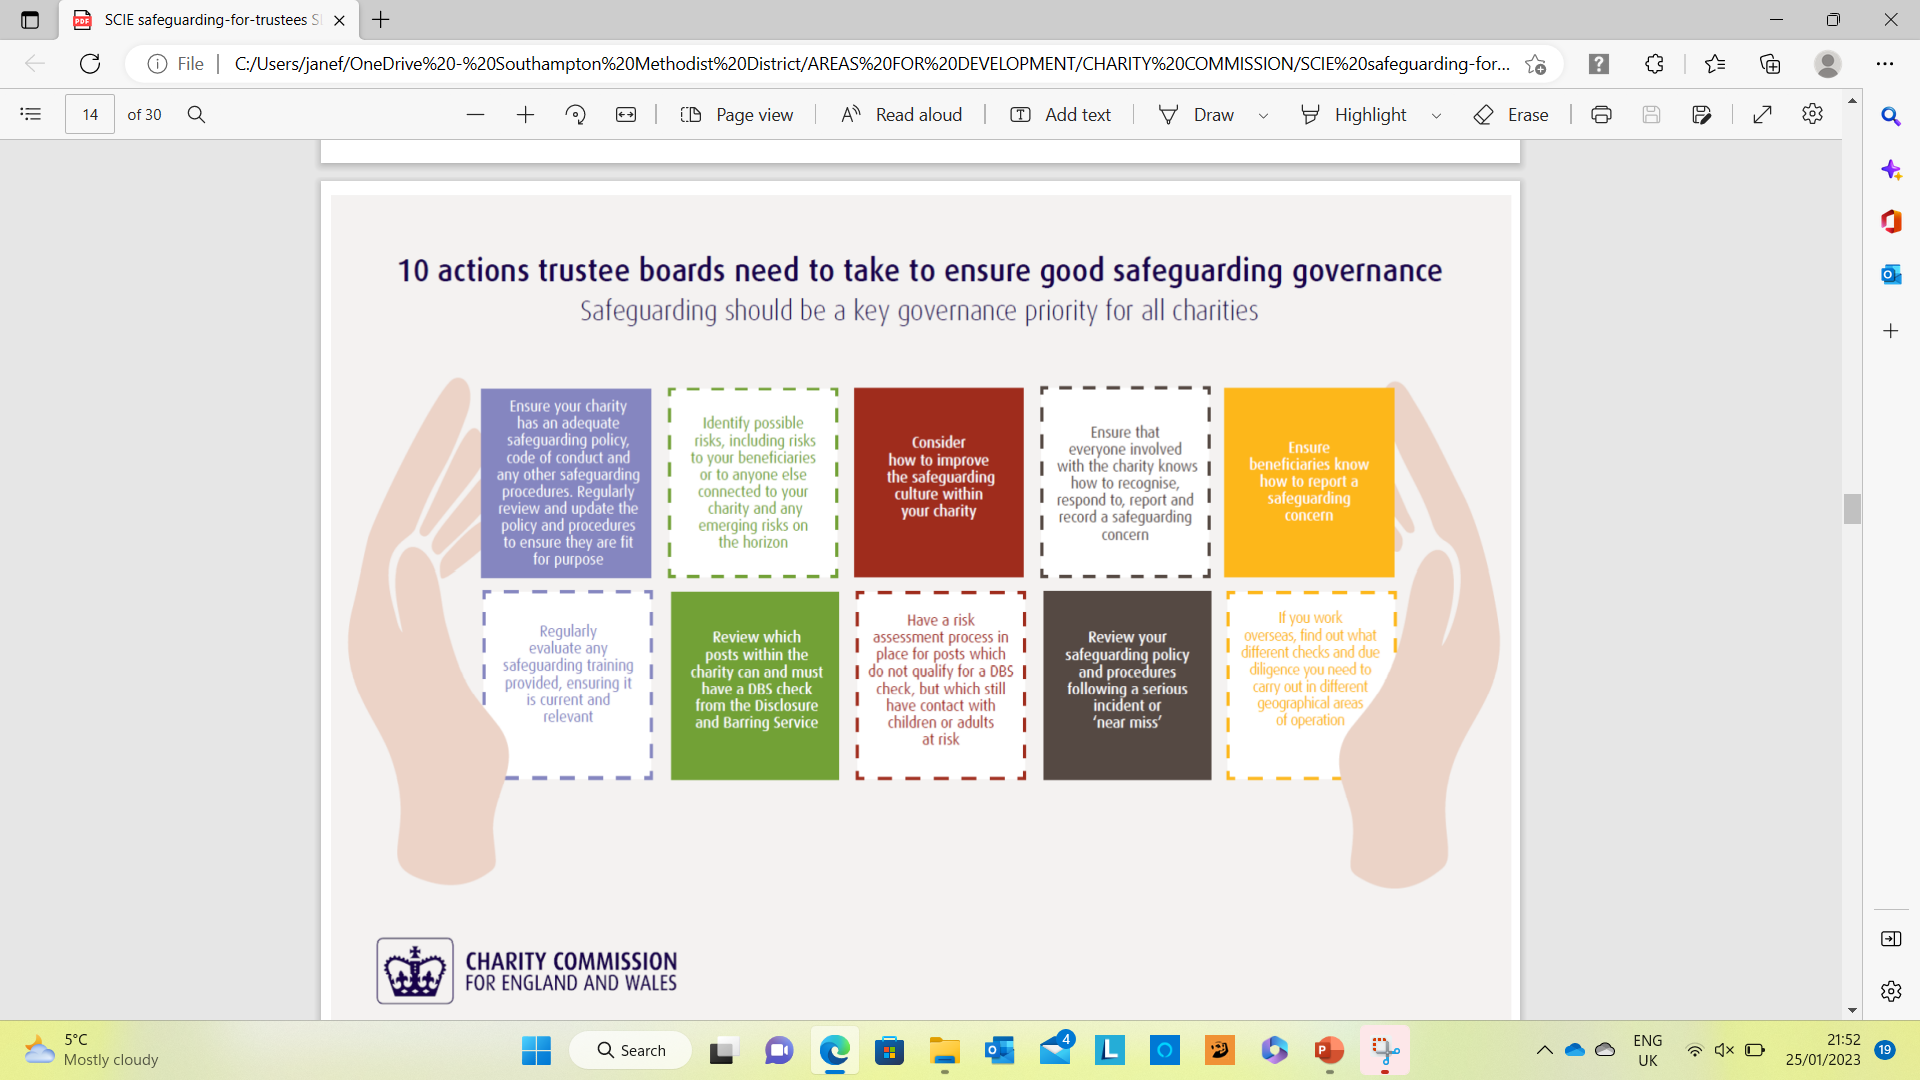 SCIE safeguarding-for-trustees
File
C:/Users/janef/OneDrive%20-%20Southampton%20Methodist%20District/AREAS%20FOR%20DEVELOPMENT/CHARITY%20COMMISSION/SCIE%20safeguarding-for...
14 of 30
Page view
Read aloud
Add text
Draw
Highlight
Erase
10 actions trustee boards need to take to ensure good safeguarding governance
Safeguarding should be a key governance priority for all charities
Ensure your charity
has an adequate
safeguarding policy,
code of conduct and
any other safeguarding
procedures. Regularly
review and update the
policy and procedures
to ensure they are fit
for purpose
Identify possible
risks, including risks
to your beneficiaries
or to anyone else
connected to your
charity and any
emerging risks on
the horizon
Consider
how to improve
the safeguarding
culture within
your charity
Ensure that
everyone involved
with the charity knows
how to recognise,
respond to, report and
record a safeguarding
concern
Ensure
beneficiaries know
how to report a
safeguarding
concern
Regularly
evaluate any
safeguarding training
provided, ensuring it
is current and
relevant
Review which
posts within the
charity can and must
have a DBS check
from the Disclosure
and Barring Service
Have a risk
assessment process in
place for posts which
do not qualify for a DBS
check, but which still
have contact with
children or adults
at risk
Review your
safeguarding policy
and procedures
following a serious
incident or
‘near miss’
If you work
overseas, find out what
different checks and due
diligence you need to
carry out in different
geographical areas
of operation
CHARITY COMMISSION
FOR ENGLAND AND WALES
5°C
Mostly cloudy
Search
4
ENG
UK
21:52
25/01/2023
19